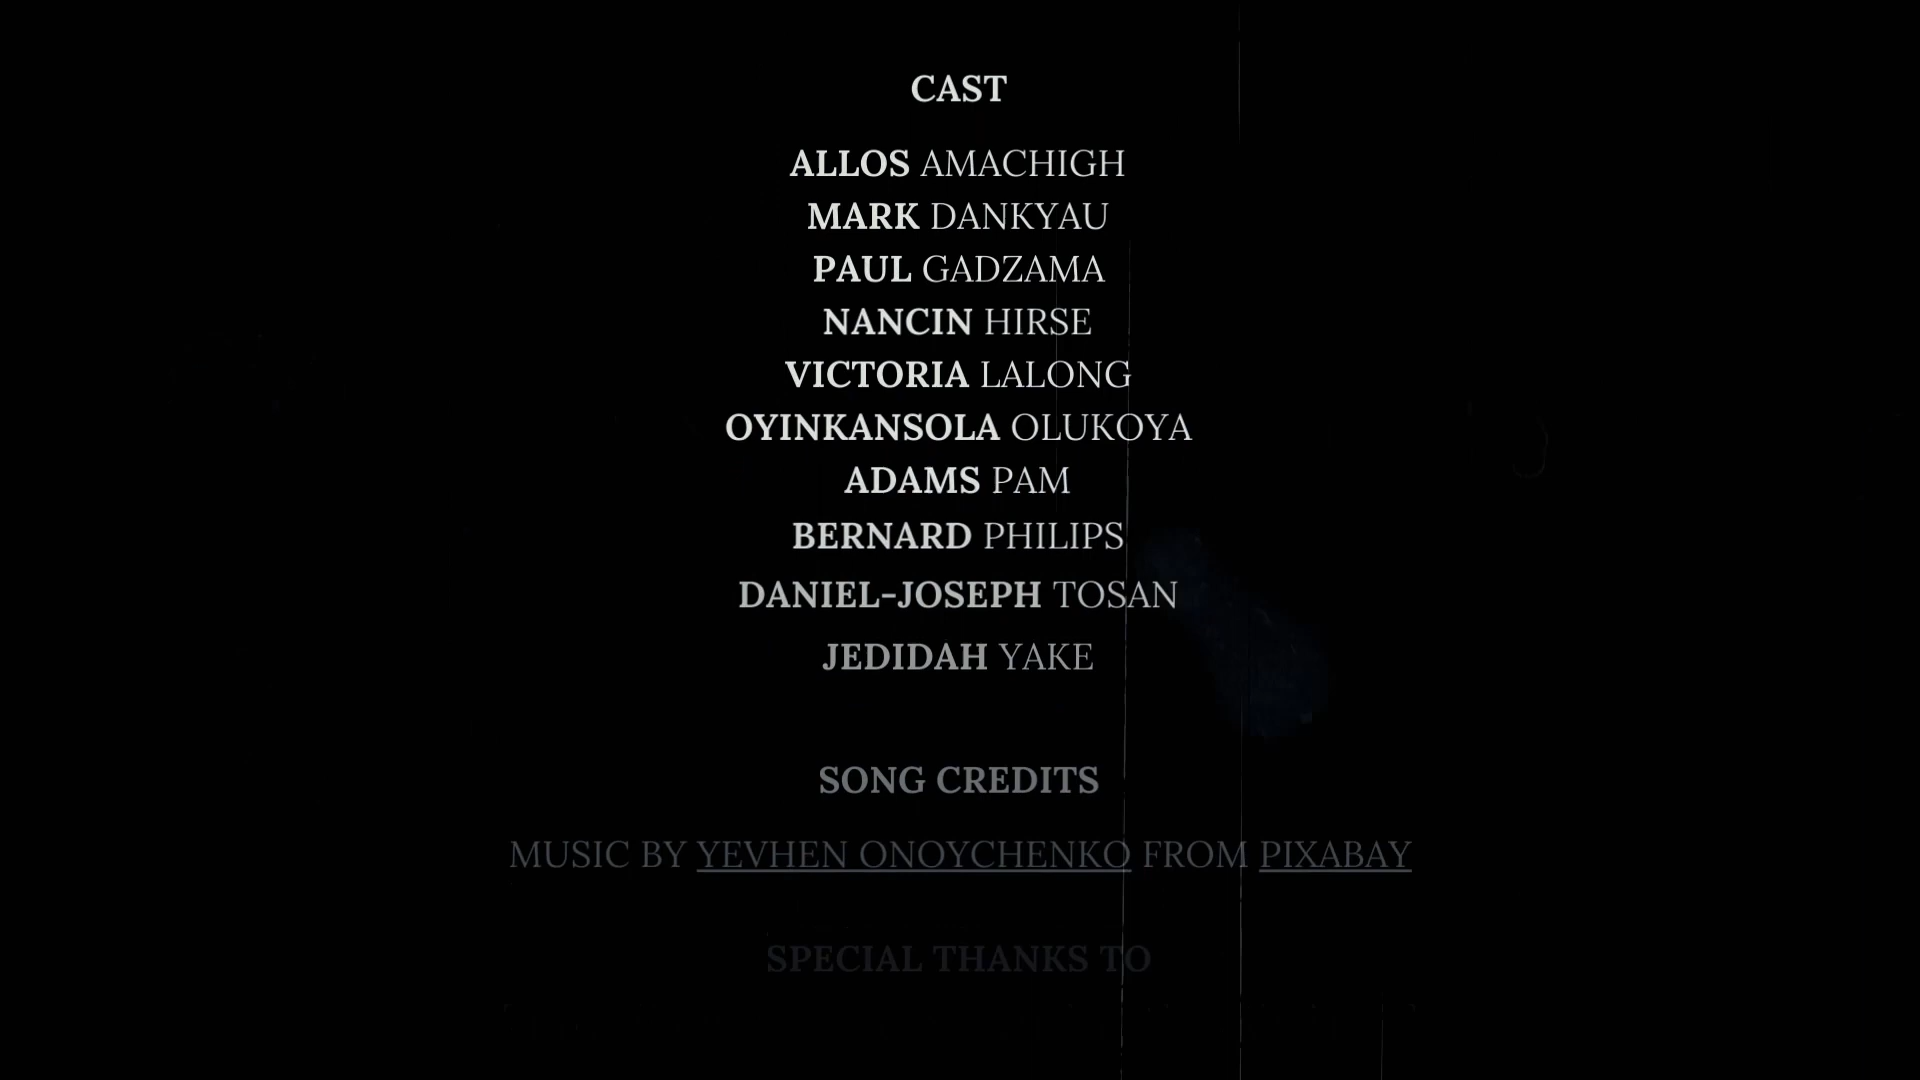 CAST
ALLOS AMACHIGH
MARK DANKYAU
PAUL GADZAMA
NANCIN HIRSE
VICTORIA LALONG
OYINKANSOLA OLUKOYA
ADAMS PAM
BERNARD PHILIPS
DANIEL-JOSEPH TOSAN
JEDIDAH YAKE
SONG CREDITS
MUSIC BY YEVHEN ONOYCHENKO FROM PIXABAY
SPECIAL THANKS TO